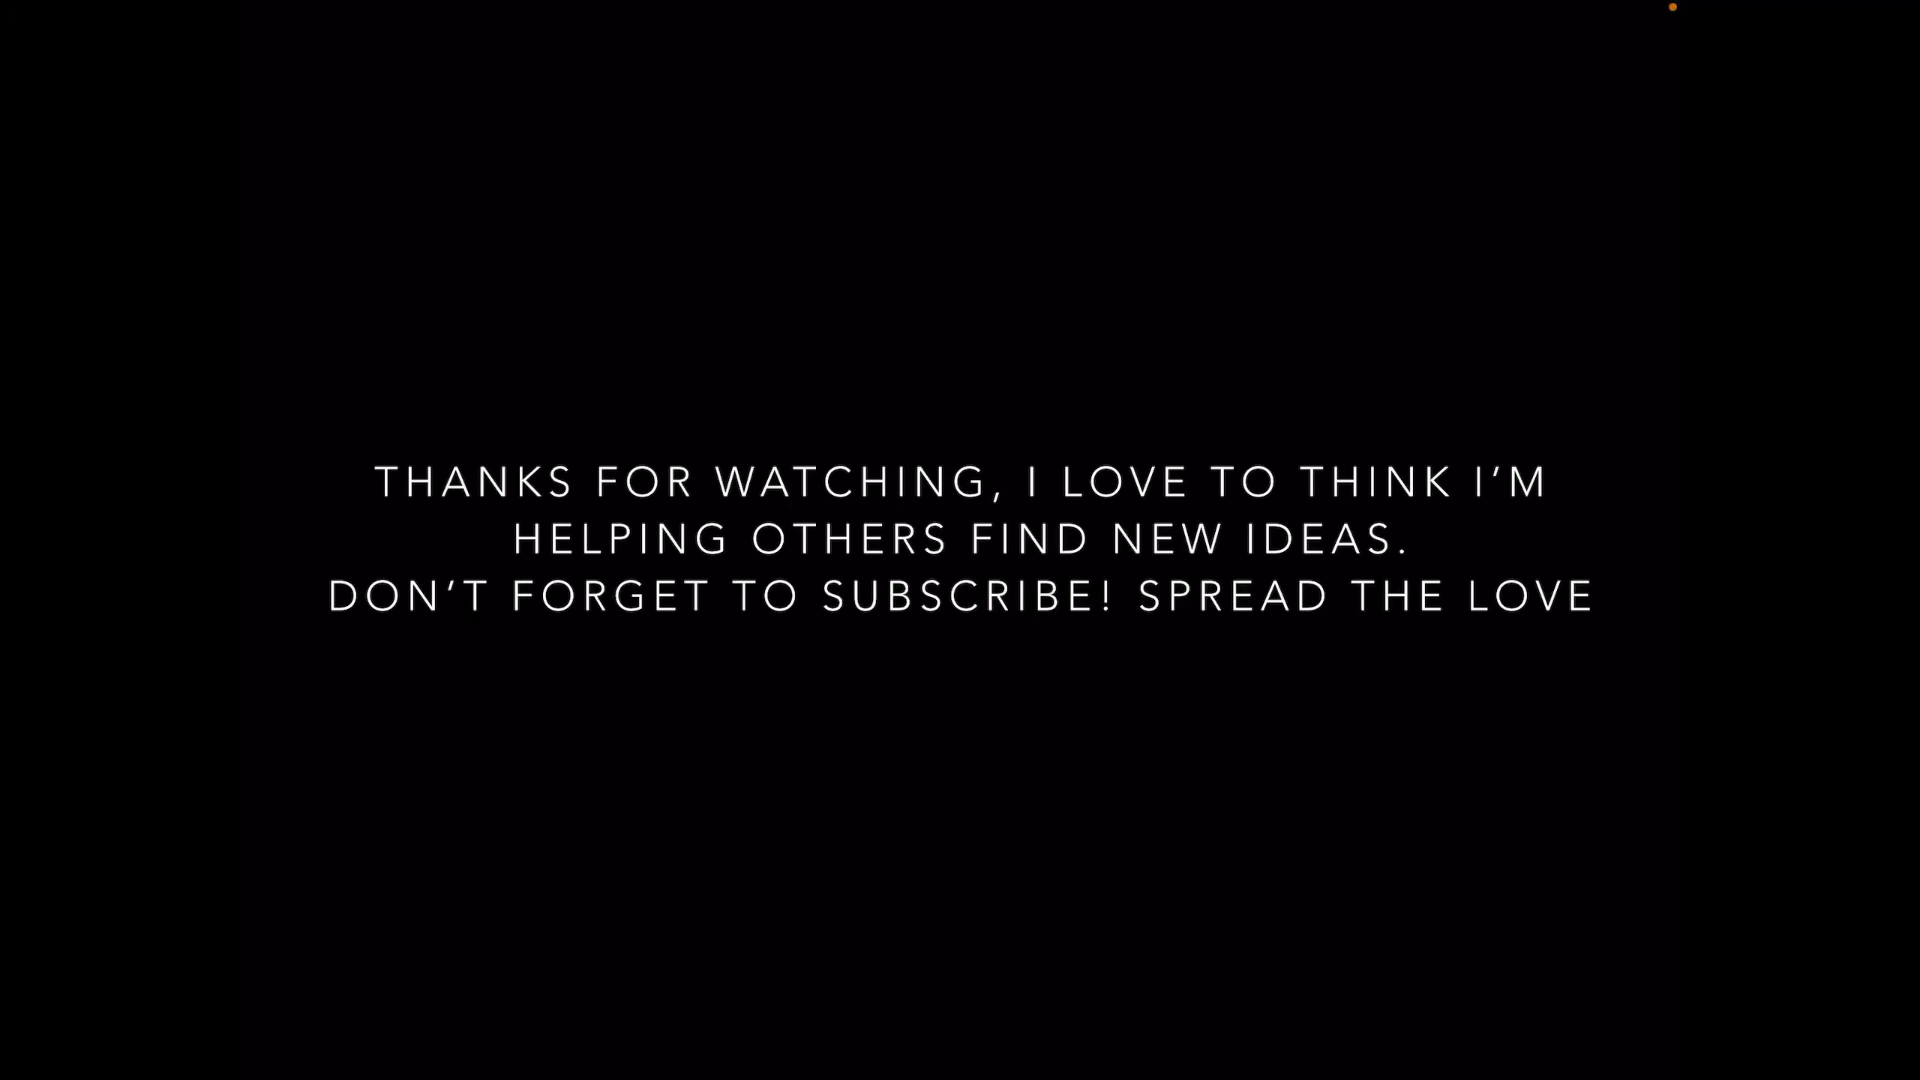 THANKS FOR WATCHING, I LOVE TO THINK I’M
HELPING OTHERS FIND NEW IDEAS.
DON’T FORGET TO SUBSCRIBE! SPREAD THE LOVE